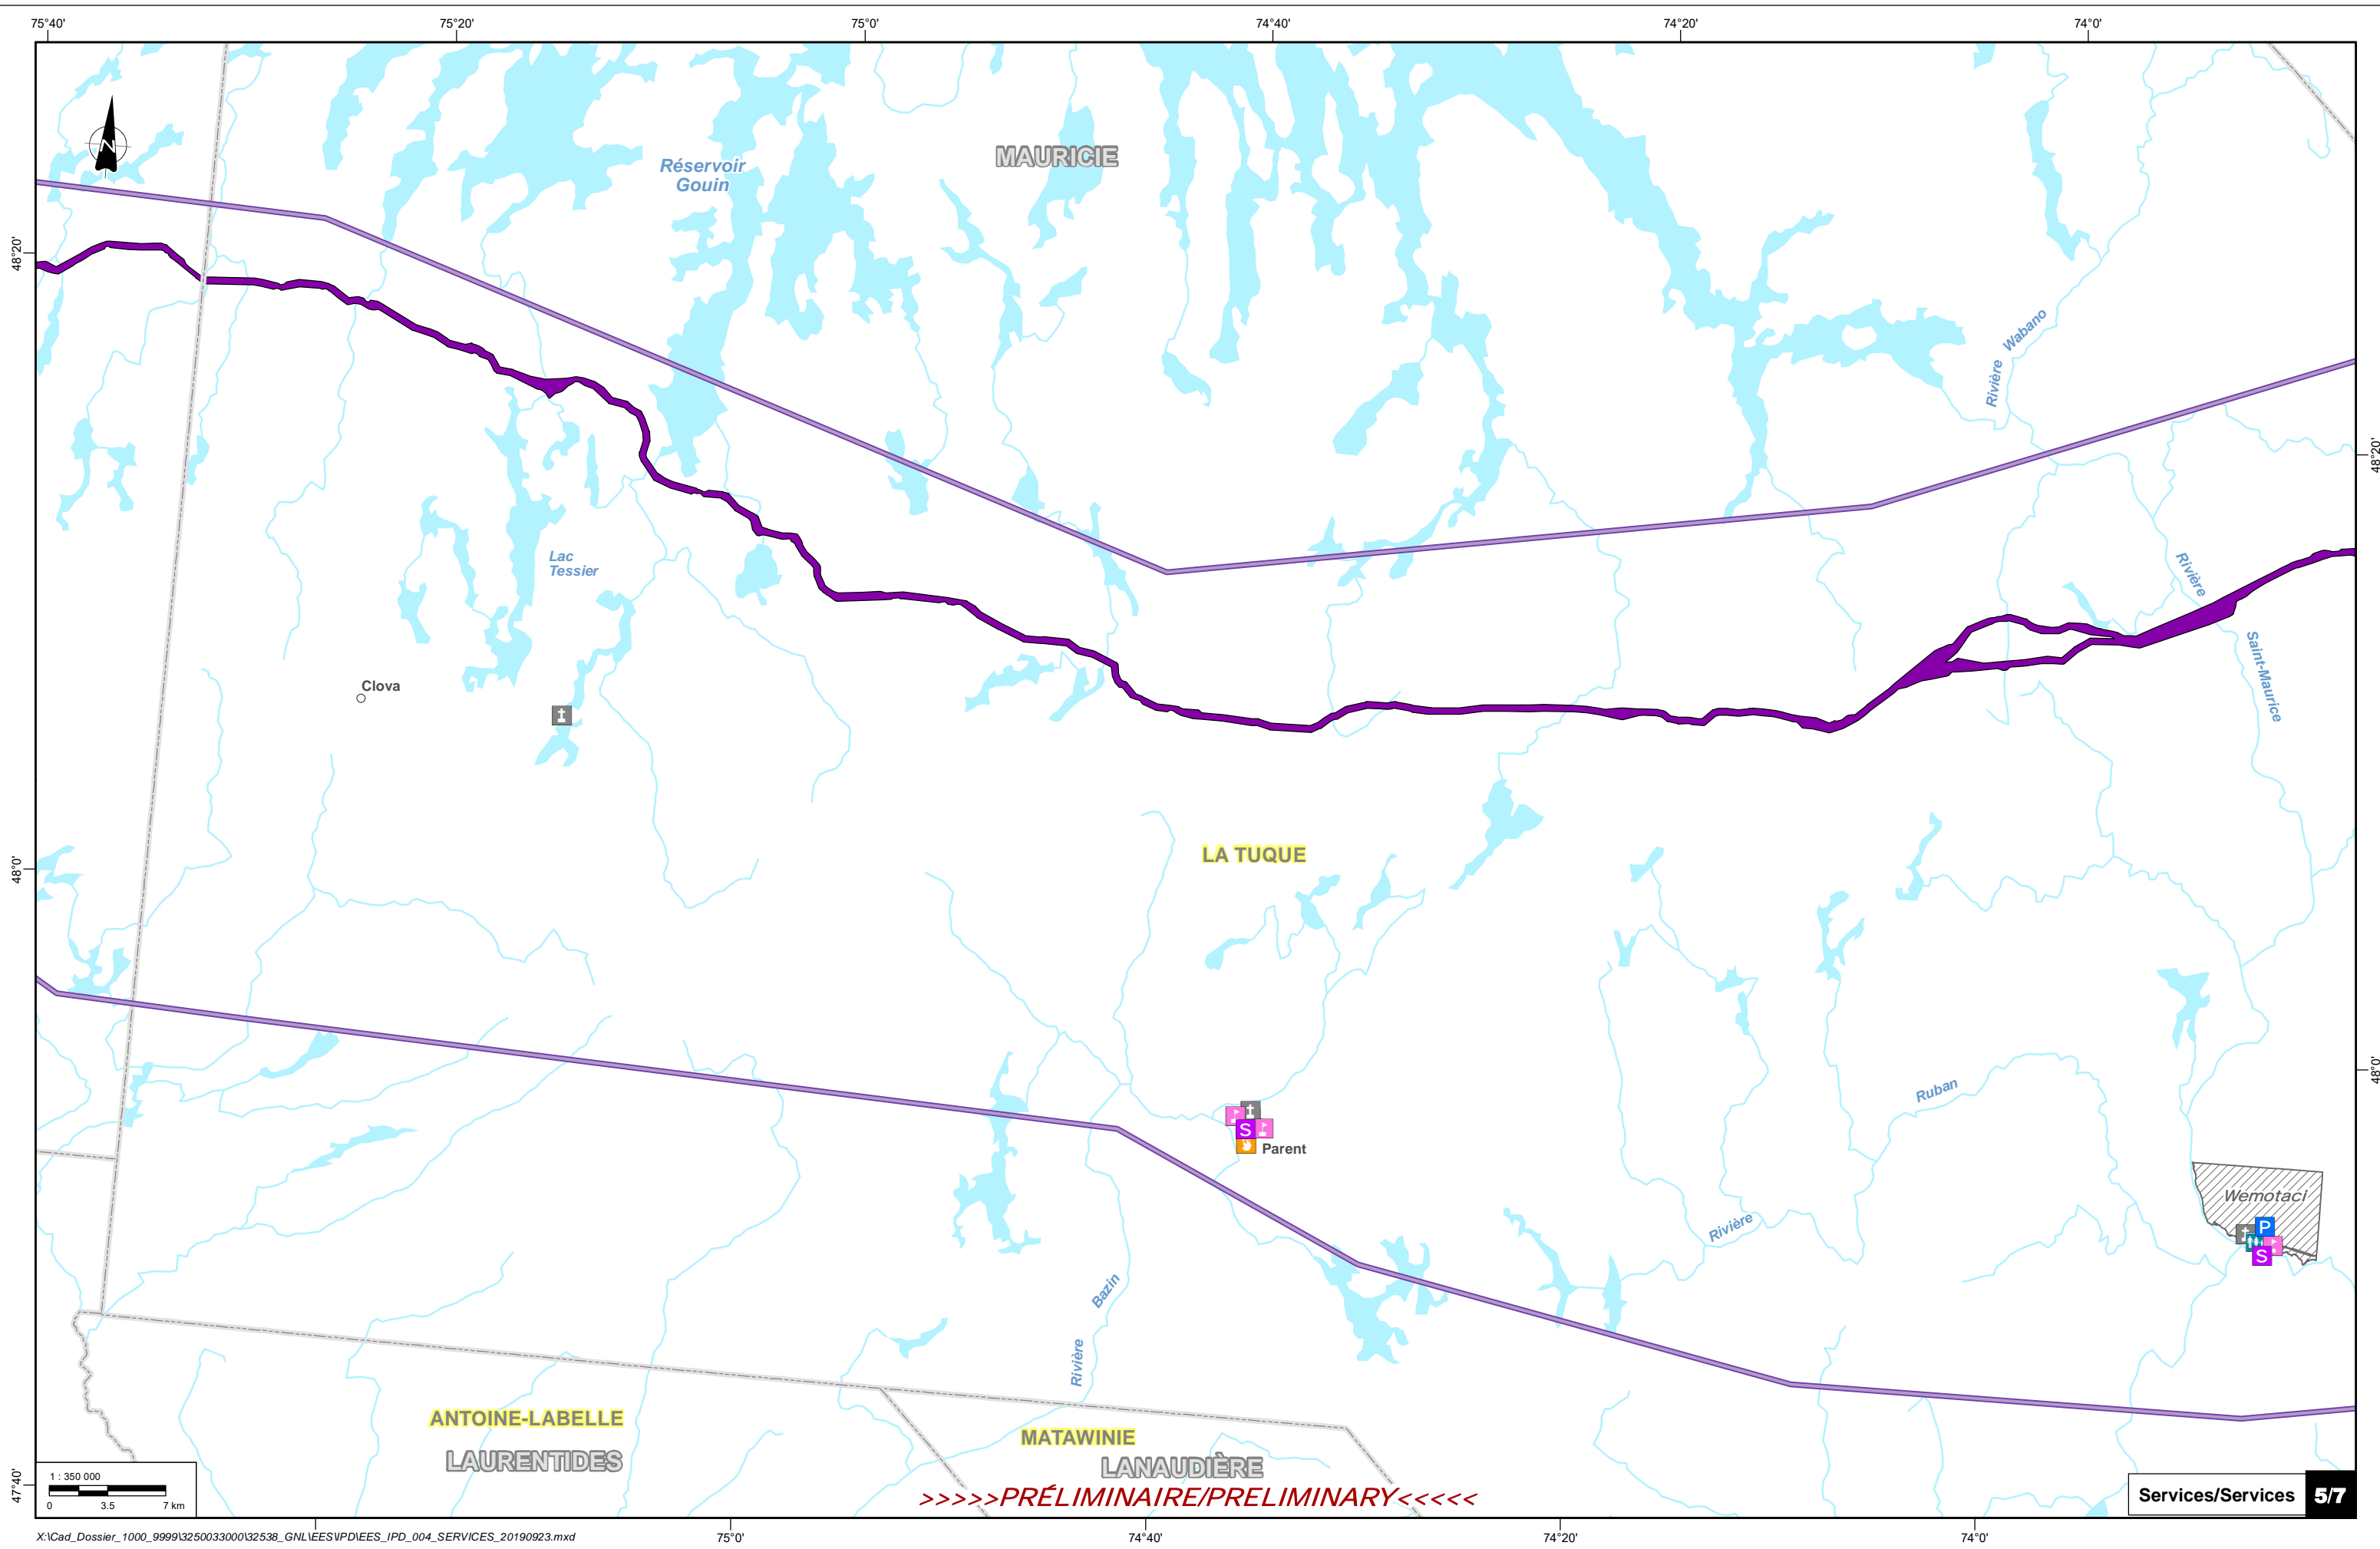 75°40'
75°20'
75°0'
74°40'
74°20'
74°0'
N
MAURICIE
Réservoir
Gouin
48°20'
48°20'
Rivière Wabano
Lac
Tessier
Rivière Saint-Maurice
Clova
LA TUQUE
48°0'
48°0'
Ruban
S
Parent
Wemotaci
P
S
Rivière
Bazin
Rivière
ANTOINE-LABELLE
LAURENTIDES
MATAWINIE
LANAUDIÈRE
1 : 350 000
0 3.5 7 km
47°40'
>>>>>PRÉLIMINAIRE/PRELIMINARY<<<<<
Services/Services 5/7
X:\Cad_Dossier_1000_9999\3250033000\32538_GNL\EES\IPD\EES_IPD_004_SERVICES_20190923.mxd
75°0'
74°40'
74°20'
74°0'